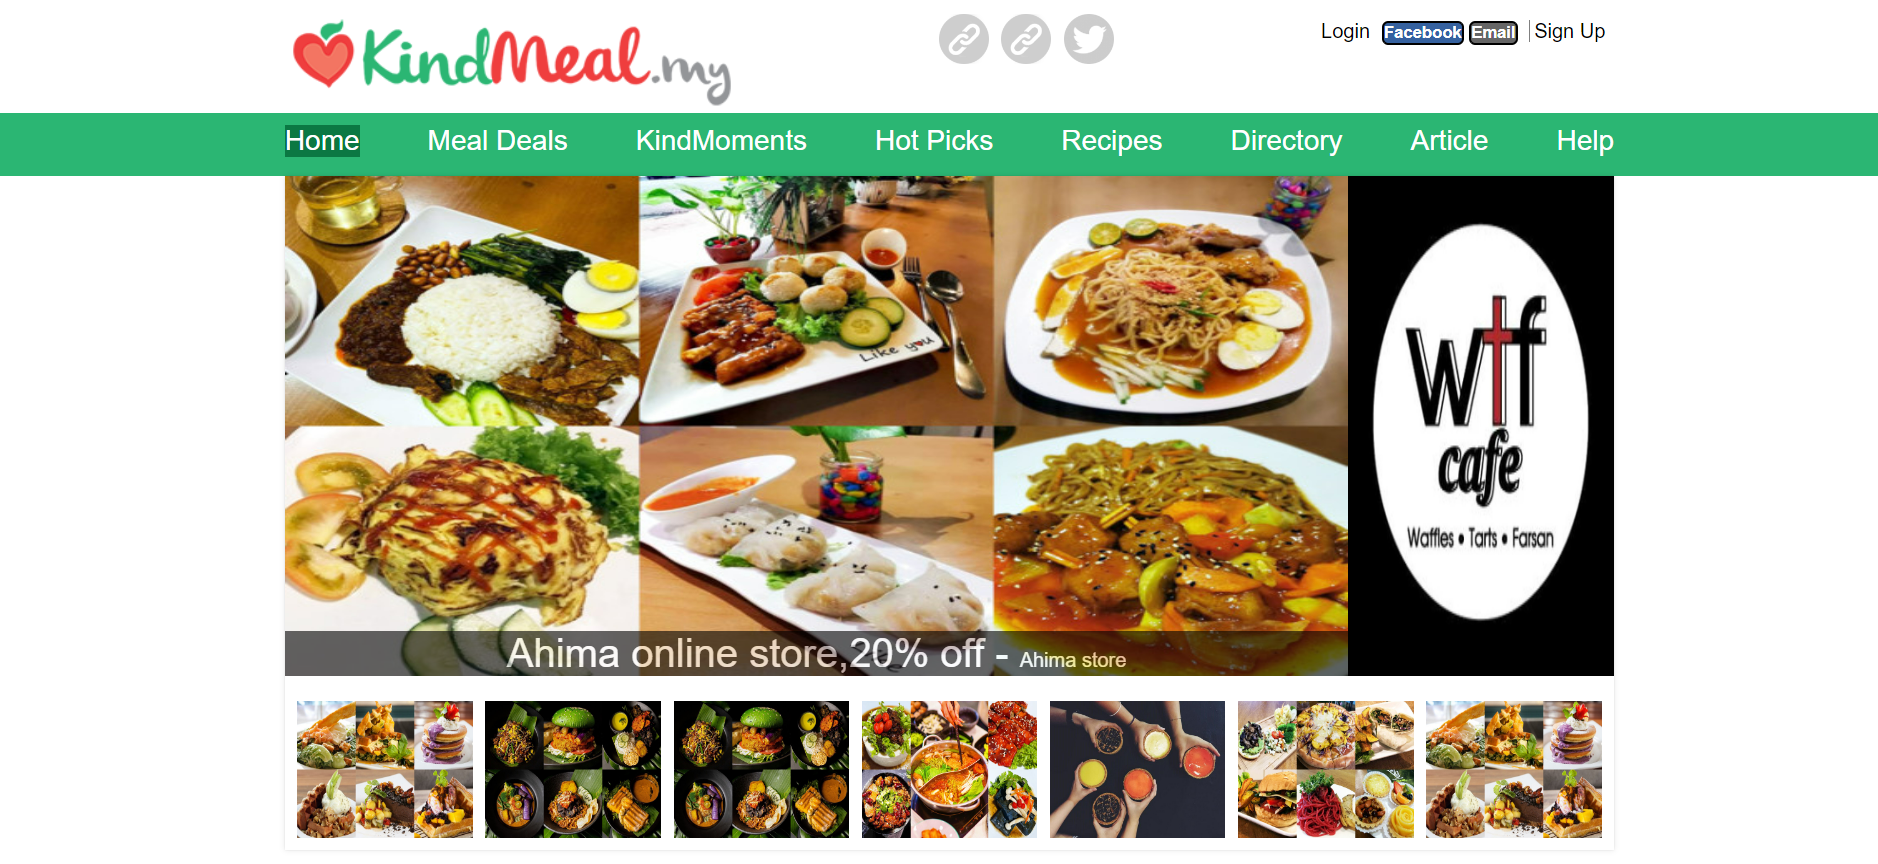 KindMeal.my
Login Facebook Email Sign Up
Home Meal Deals KindMoments Hot Picks Recipes Directory Article Help
Like you
wtf
cafe
Waffles • Tarts • Farsan
Ahima online store,20% off - Ahima store